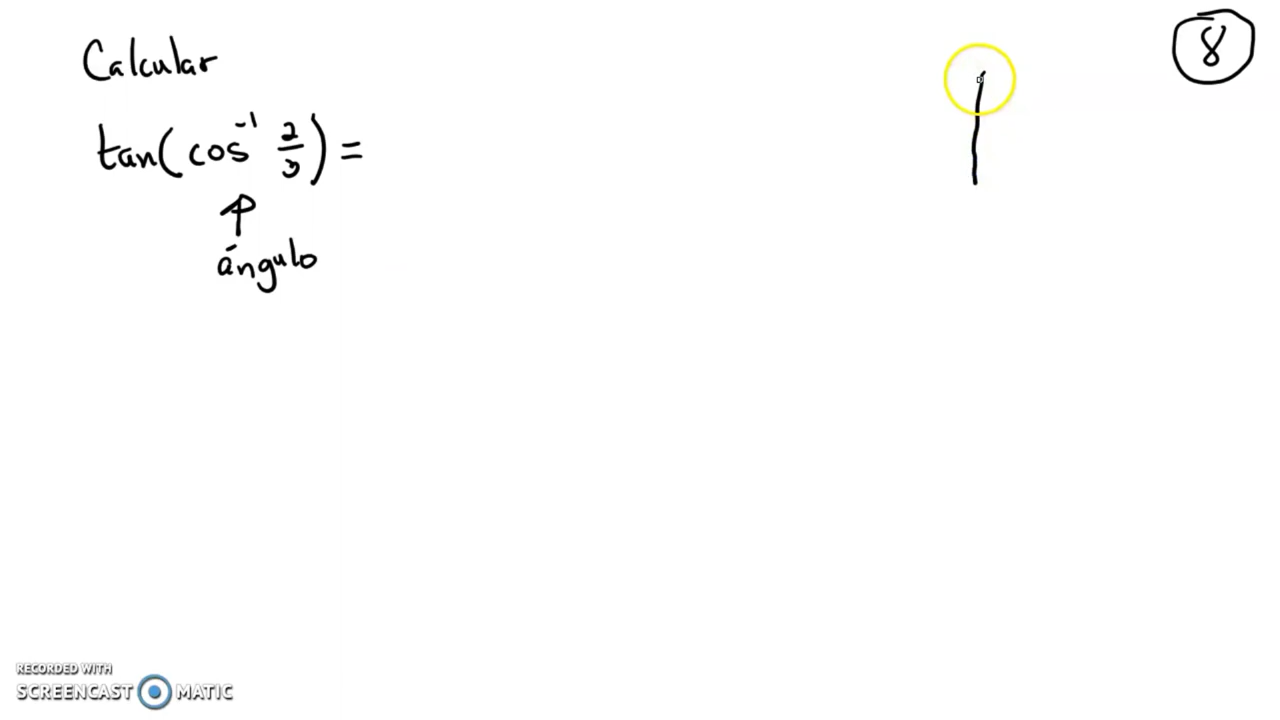 Calcular
8
tan(cos⁻¹ 2/3) =
ángulo
RECORDED WITH
SCREENCAST MATIC